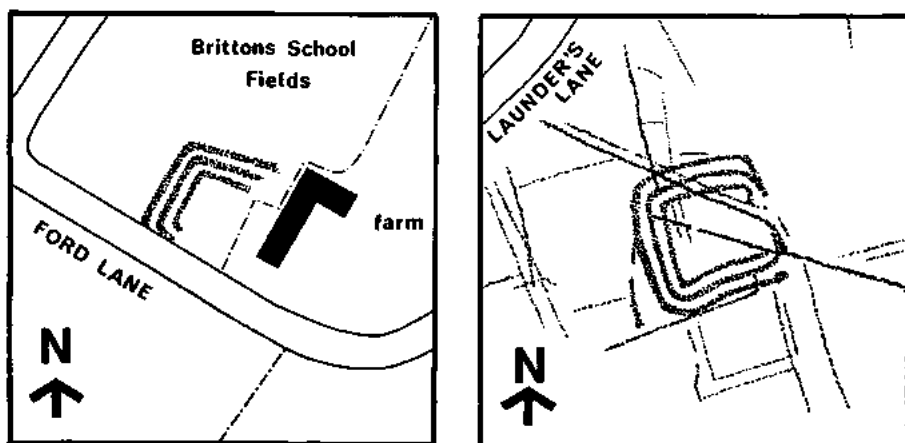 Brittons School
Fields
farm
FORD LANE
N
LAUNDER'S
LANE
N